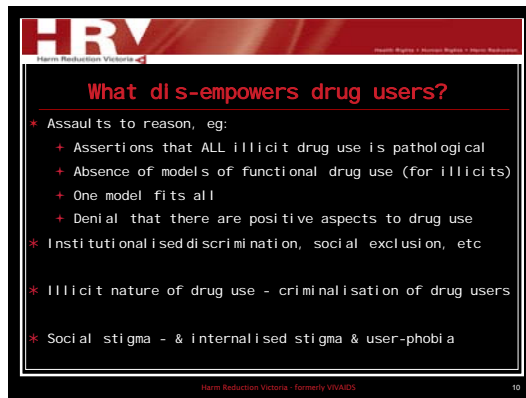 HRV
Harm Reduction Victoria
Health Rights • Human Rights • Harm Reduction
What dis-empowers drug users?
* Assaults to reason, eg:
+ Assertions that ALL illicit drug use is pathological
+ Absence of models of functional drug use (for illicits)
+ One model fits all
+ Denial that there are positive aspects to drug use
* Institutionalised discrimination, social exclusion, etc
* Illicit nature of drug use - criminalisation of drug users
* Social stigma - & internalised stigma & user-phobia
Harm Reduction Victoria - formerly VIVAIDS
10